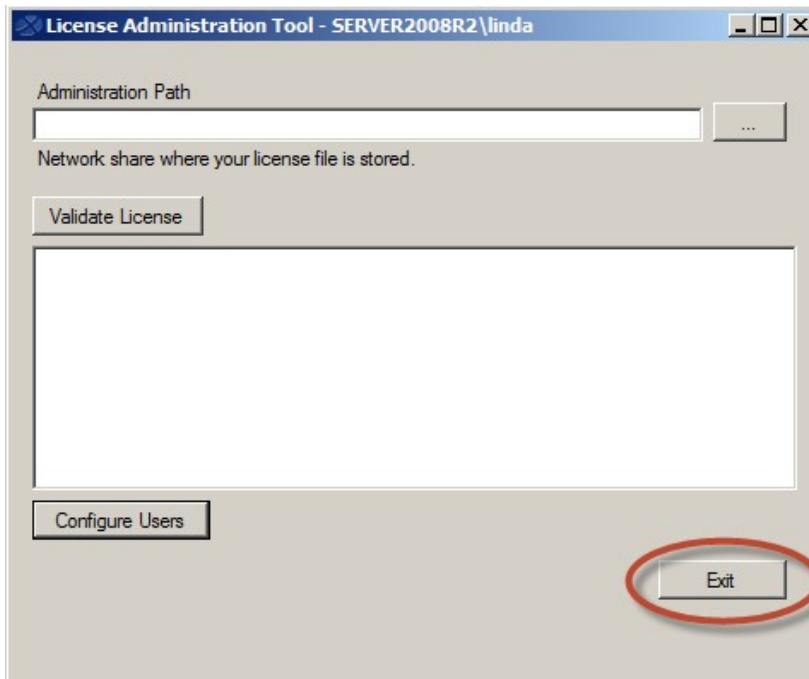 License Administration Tool - SERVER2008R2\linda
Administration Path
...
Network share where your license file is stored.
Validate License
Configure Users
Exit